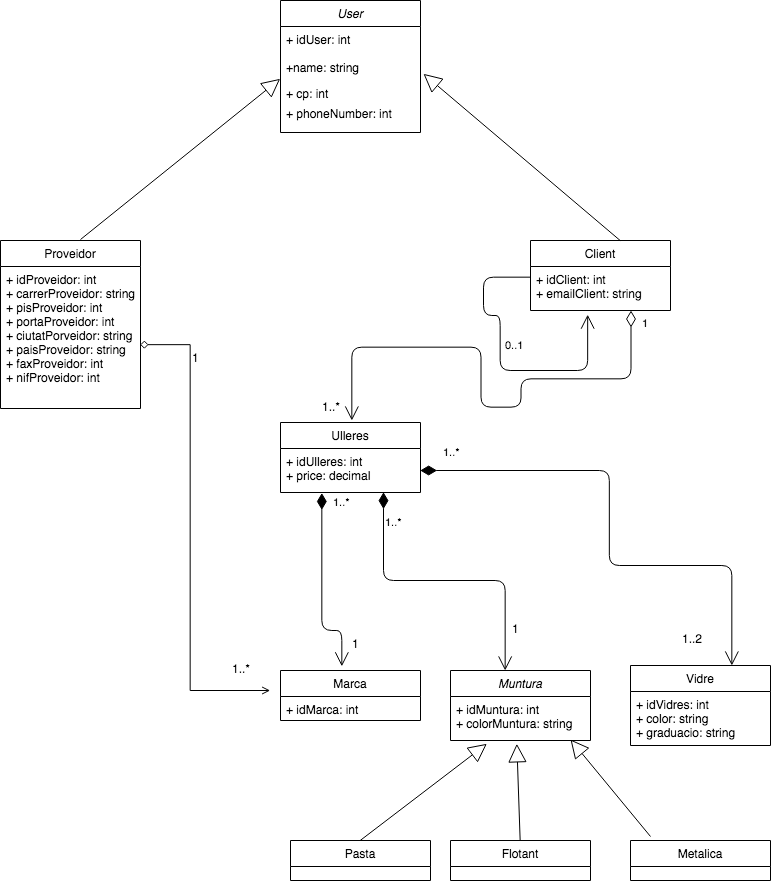 User
+ idUser: int
+name: string
+ cp: int
+ phoneNumber: int
Proveidor
+ idProveidor: int
+ carrerProveidor: string
+ pisProveidor: int
+ portaProveidor: int
+ ciutatPorveidor: string
+ paisProveidor: string
+ faxProveidor: int
+ nifProveidor: int
1
Client
+ idClient: int
+ emailClient: string
0..1
1
1..*
Ulleres
+ idUlleres: int
+ price: decimal
1..*
1..*
1..*
1
1
1..2
1..*
Marca
+ idMarca: int
Muntura
+ idMuntura: int
+ colorMuntura: string
Vidre
+ idVidres: int
+ color: string
+ graduacio: string
Pasta
Flotant
Metalica